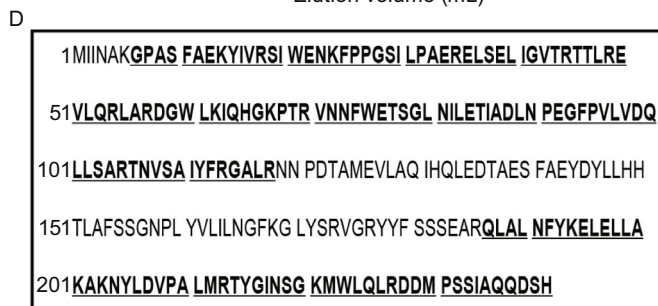 Elution volume (mL)
D
1MIINAKGPAS FAEKYIVRSI WENKFPPGSI LPAERELSEL IGVTRTTLRE
51VLQRLARDGW LKIQHGKPTR VNNFWETSGL NILETIADLN PEGFPVLVDQ
101LLSARTNVSA IYFRGALRNN PDTAMEVLAQ IHQLEDTAES FAEYDYLLHH
151TLAFSSGNPL YVLILNGFKG LYSRVGRYYF SSSEARQLAL NFYKELELLA
201KAKNYLDVPA LMRTYGINSG KMWLQLRDDM PSSIAQQDSH